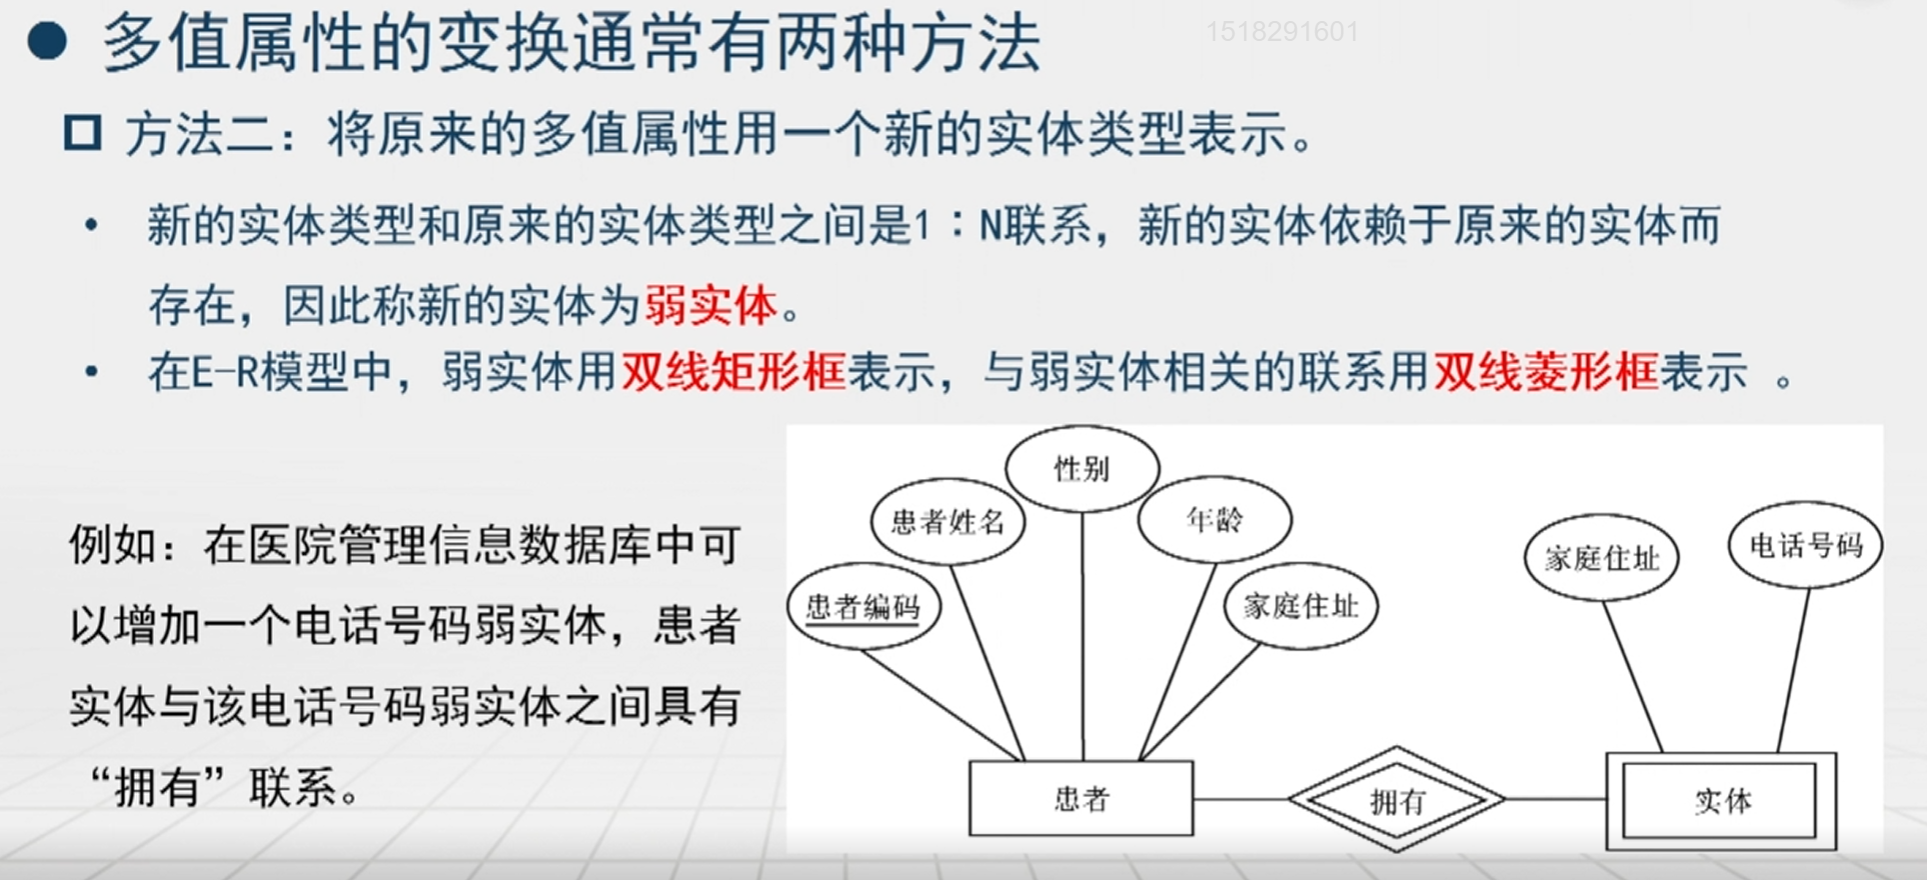 多值属性的变换通常有两种方法
1518291601
方法二：将原来的多值属性用一个新的实体类型表示。
• 新的实体类型和原来的实体类型之间是1：N联系，新的实体依赖于原来的实体而
存在，因此称新的实体为弱实体。
• 在E-R模型中，弱实体用双线矩形框表示，与弱实体相关的联系用双线菱形框表示 。
例如：在医院管理信息数据库中可
以增加一个电话号码弱实体，患者
实体与该电话号码弱实体之间具有
“拥有”联系。
性别
患者姓名
年龄
患者编码
家庭住址
家庭住址
电话号码
患者
拥有
实体